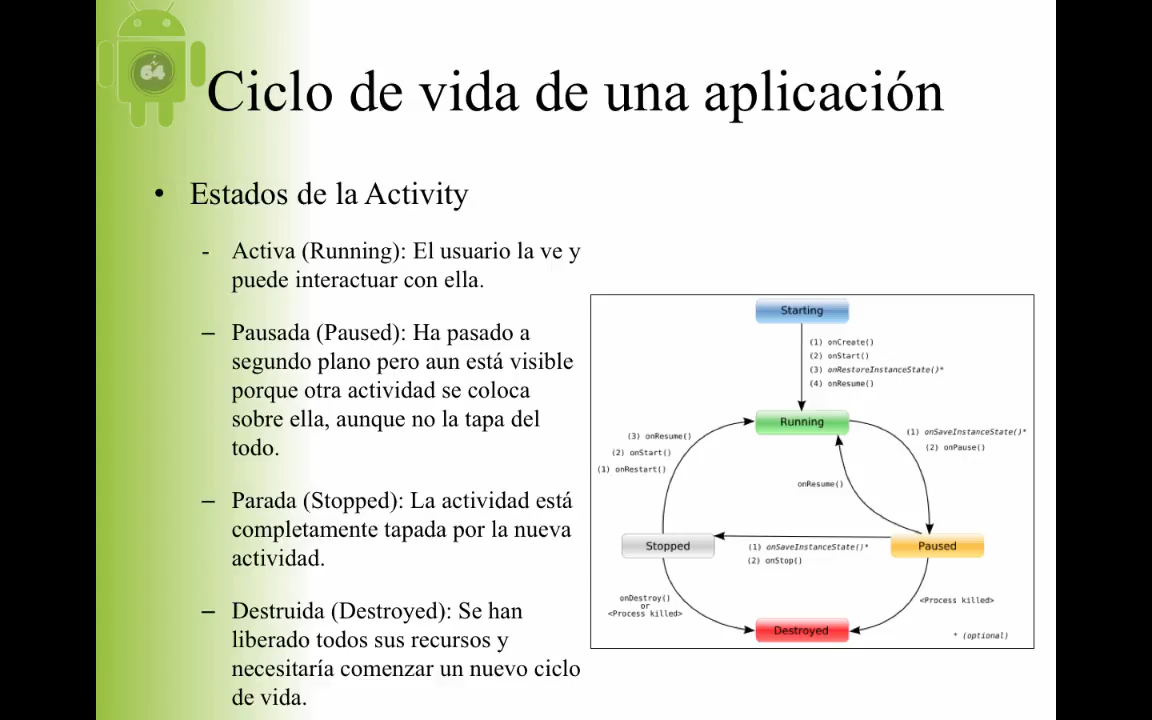 64
Ciclo de vida de una aplicación
• Estados de la Activity
- Activa (Running): El usuario la ve y
puede interactuar con ella.
– Pausada (Paused): Ha pasado a
segundo plano pero aun está visible
porque otra actividad se coloca
sobre ella, aunque no la tapa del
todo.
– Parada (Stopped): La actividad está
completamente tapada por la nueva
actividad.
– Destruida (Destroyed): Se han
liberado todos sus recursos y
necesitaría comenzar un nuevo ciclo
de vida.
Starting
(1) onCreate()
(2) onStart()
(3) onRestoreInstanceState()*
(4) onResume()
Running
(3) onResume()
(2) onStart()
(1) onRestart()
(1) onSaveInstanceState()*
(2) onPause()
onResume()
Stopped
(1) onSaveInstanceState()*
(2) onStop()
Paused
onDestroy()
or
<Process killed>
<Process killed>
Destroyed
* (optional)